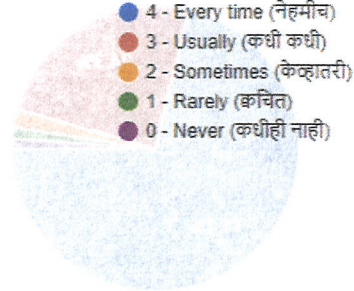 4 - Every time (नेहमीच)
3 - Usually (कधी कधी)
2 - Sometimes (केव्हातरी)
1 - Rarely (क्वचित)
0 - Never (कधीही नाही)